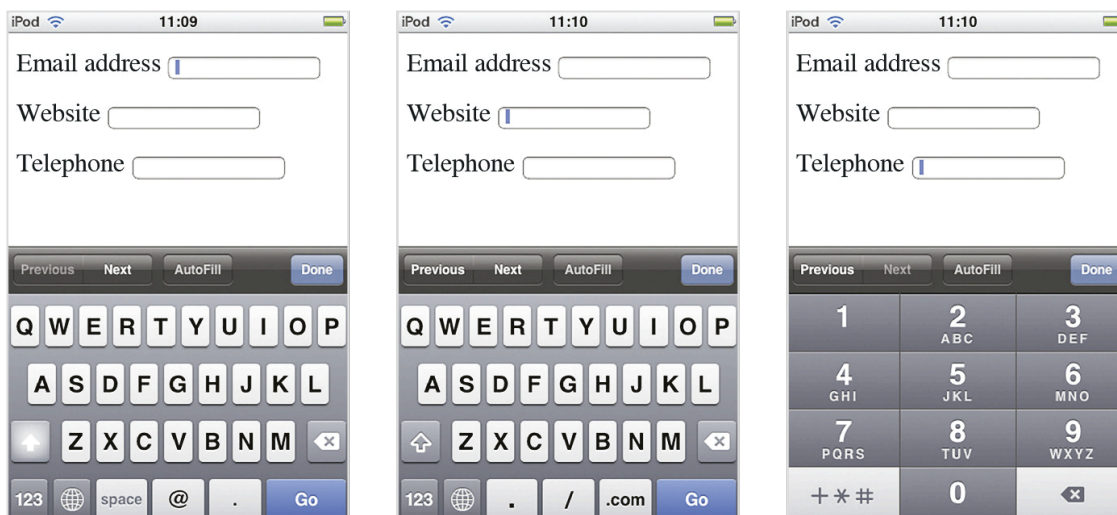 iPod 11:09
Email address
Website
Telephone
Previous Next AutoFill Done
Q W E R T Y U I O P
A S D F G H J K L
Z X C V B N M
123 space @ . Go
iPod 11:10
Email address
Website
Telephone
Previous Next AutoFill Done
Q W E R T Y U I O P
A S D F G H J K L
Z X C V B N M
123 . / .com Go
iPod 11:10
Email address
Website
Telephone
Previous Next AutoFill Done
1 2 3
ABC DEF
4 5 6
GHI JKL MNO
7 8 9
PQRS TUV WXYZ
+*# 0